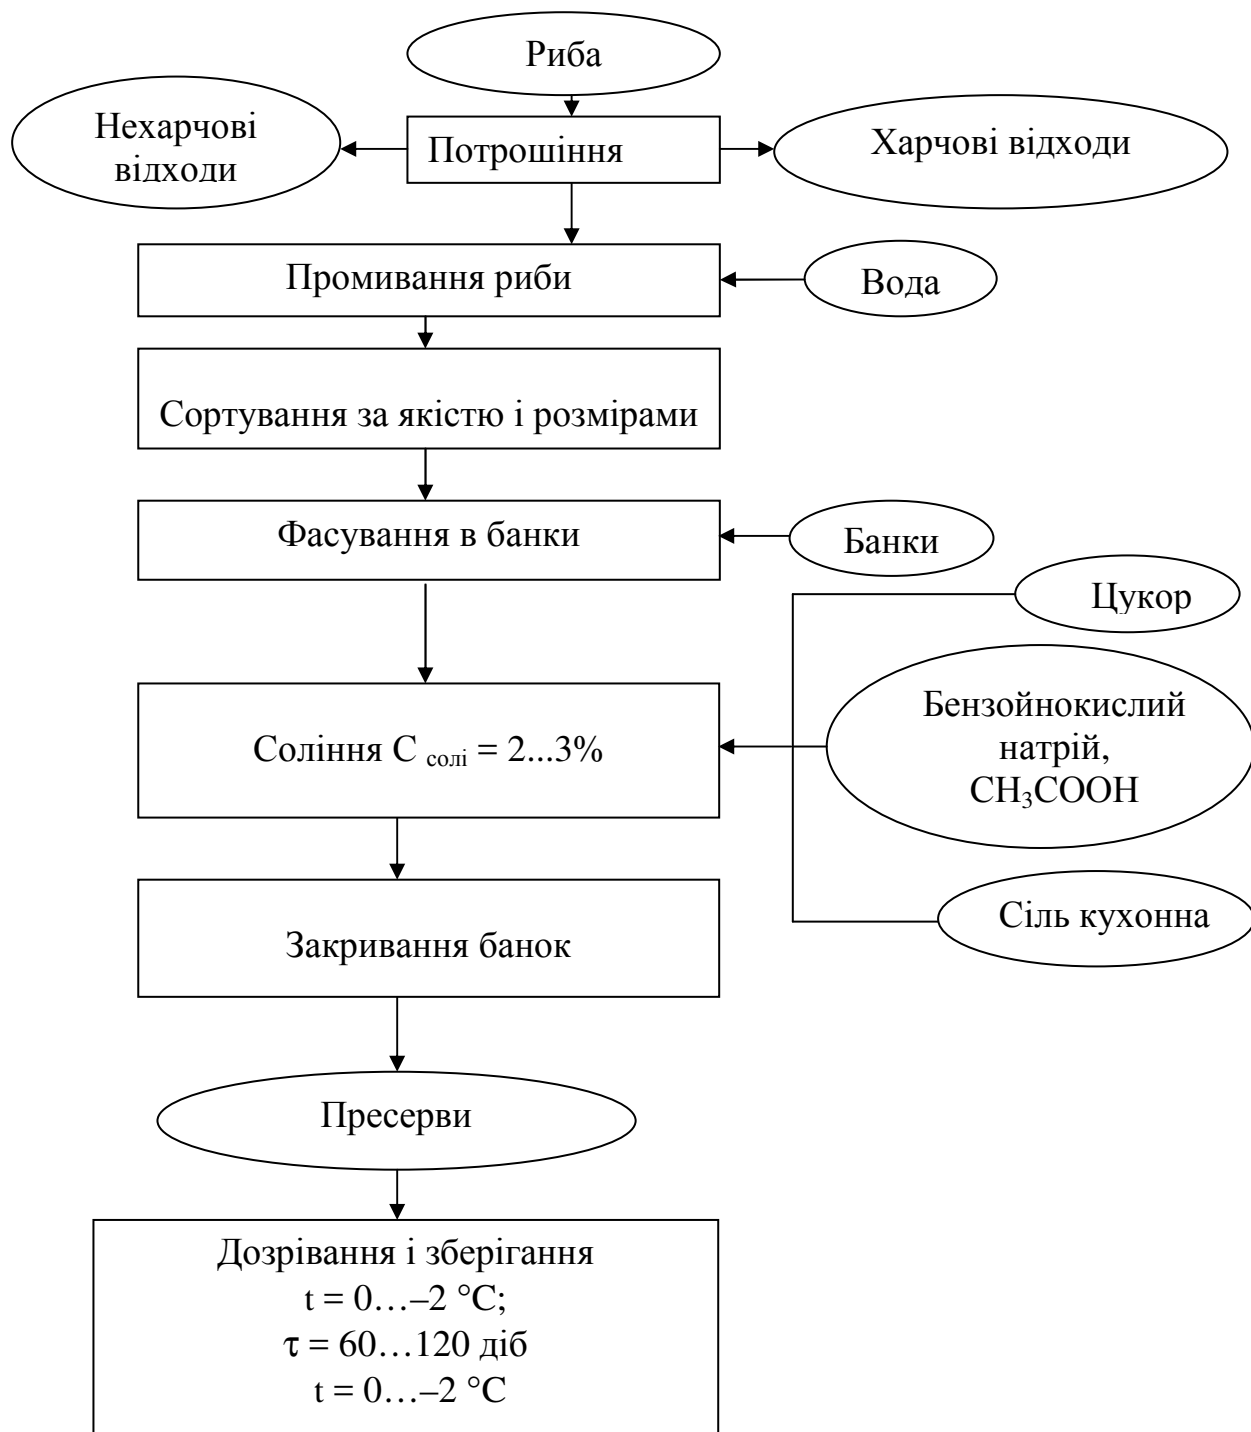 Риба
Нехарчові
відходи
Потрошіння
Харчові відходи
Промивання риби
Вода
Сортування за якістю і розмірами
Фасування в банки
Банки
Цукор
Бензойнокислий
натрій,
CH₃COOH
Соління С солі = 2...3%
Сіль кухонна
Закривання банок
Пресерви
Дозрівання і зберігання
t = 0…–2 °C;
τ = 60…120 діб
t = 0…–2 °C